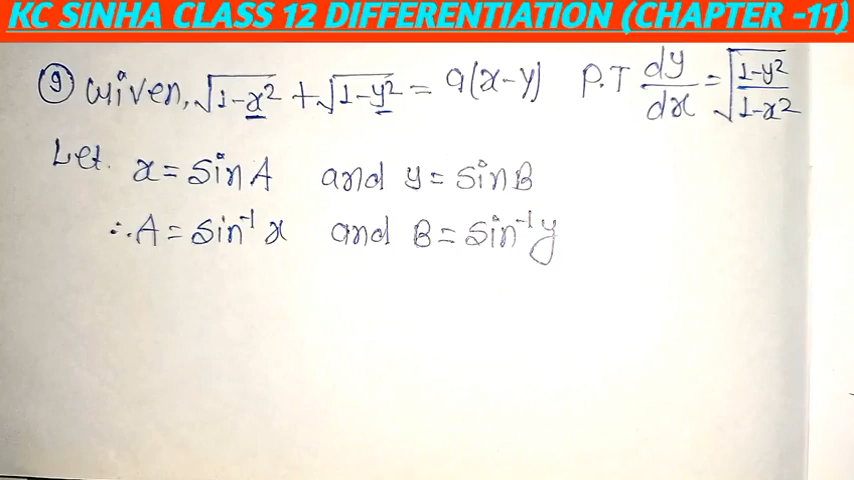 KC SINHA CLASS 12 DIFFERENTIATION (CHAPTER -11)
⑨ Given, √1-x² + √1-y² = a(x-y) P.T dy/dx = √(1-y²/1-x²)
Let. x = sinA and y = sinB
∴ A = sin⁻¹x and B = sin⁻¹y